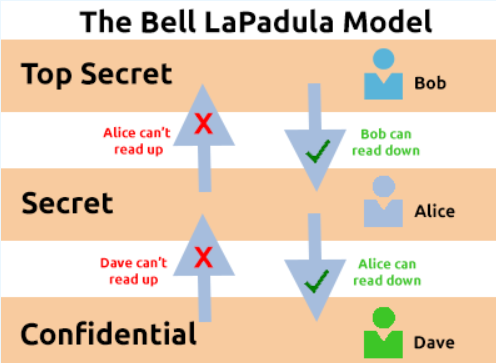 The Bell LaPadula Model
Top Secret
Bob
X
Alice can't
read up
Bob can
read down
Secret
Alice
X
Dave can't
read up
Alice can
read down
Confidential
Dave